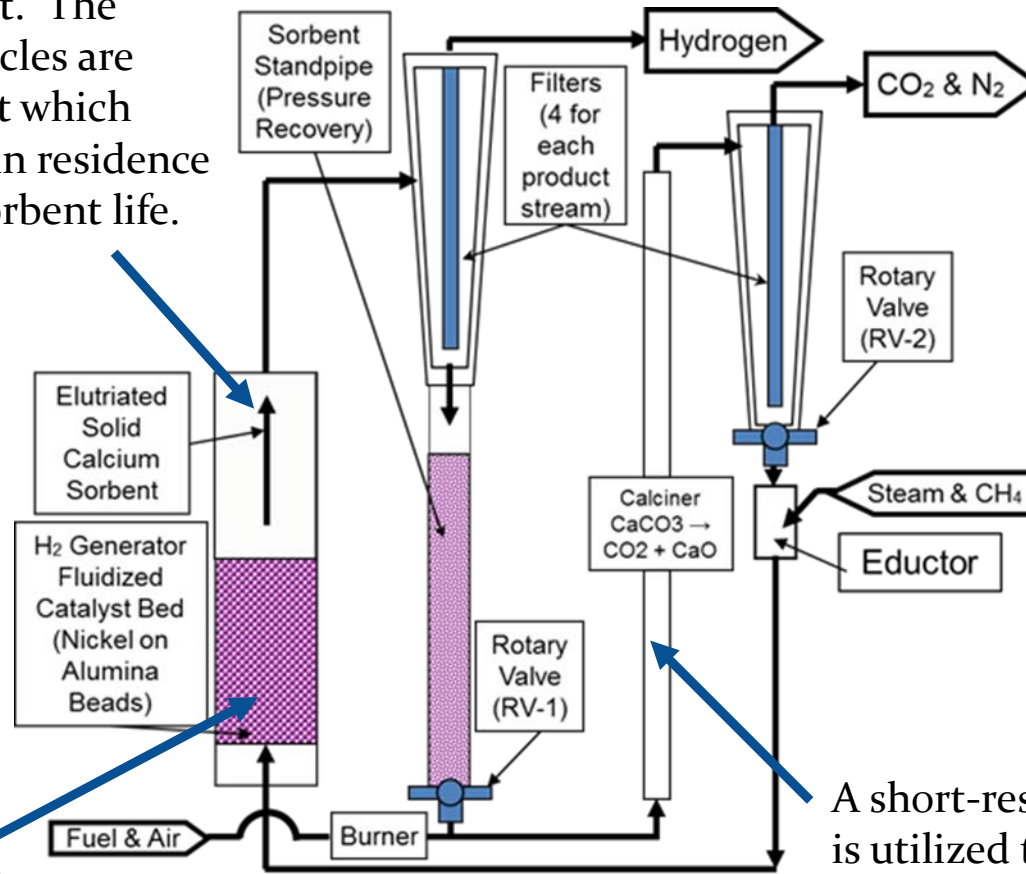 t. The
cles are
t which
in residence
orbent life.
Sorbent
Standpipe
(Pressure
Recovery)
Hydrogen
Filters
(4 for
each
product
stream)
CO₂ & N₂
Rotary
Valve
(RV-2)
Elutriated
Solid
Calcium
Sorbent
Calciner
CaCO3 →
CO2 + CaO
Steam & CH₄
Eductor
H₂ Generator
Fluidized
Catalyst Bed
(Nickel on
Alumina
Beads)
Rotary
Valve
(RV-1)
Fuel & Air
Burner
A short-res
is utilized t